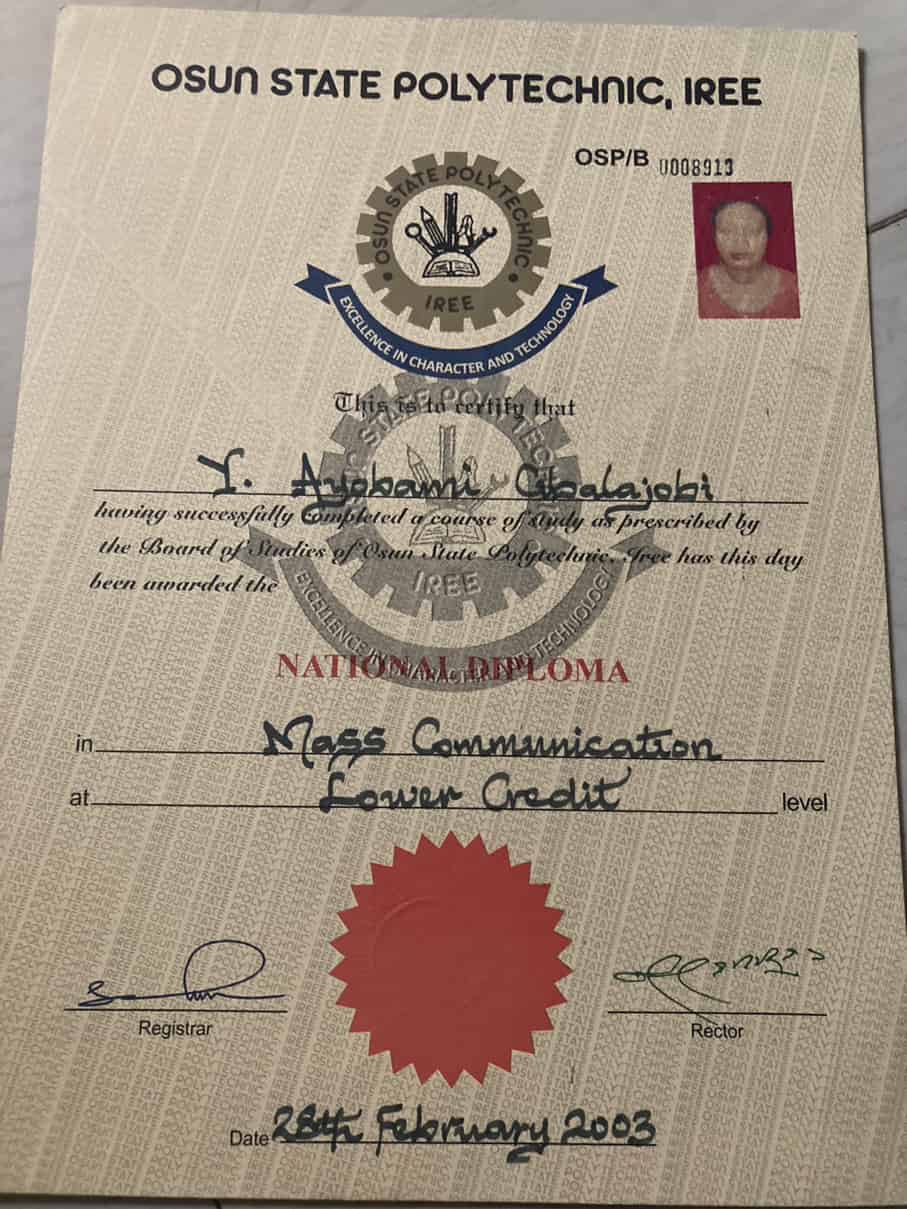 OSUN STATE POLYTECHNIC, IREE
OSP/B U008913
OSUN STATE POLYTECHNIC
IREE
EXCELLENCE IN CHARACTER AND TECHNOLOGY
This is to certify that
Y. Ayobami Gbalajobi
having successfully completed a course of study as prescribed by
the Board of Studies of Osun State Polytechnic, Iree has this day
been awarded the
IREE
NATIONAL DIPLOMA
in Mass Communication
at Lower Credit level
Registrar
Rector
Date 28th February 2003